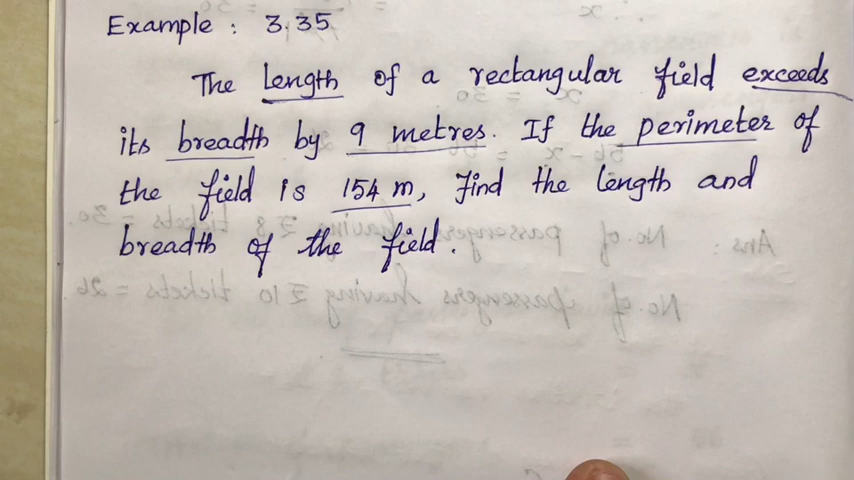 Example : 3.35
The length of a rectangular field exceeds
its breadth by 9 metres. If the perimeter of
the field is 154 m, find the length and
breadth of the field.